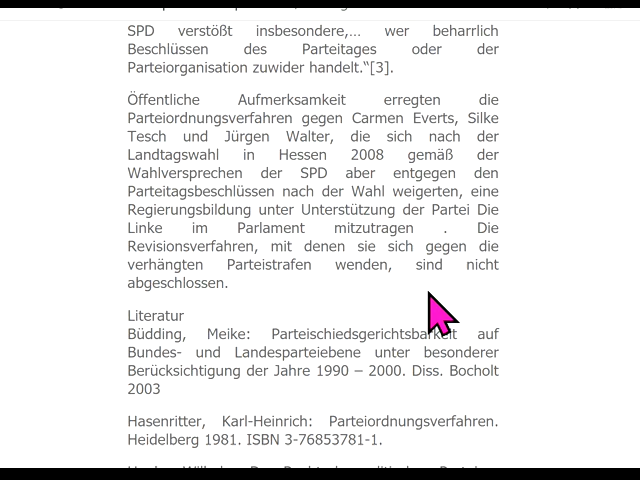 SPD verstößt insbesondere,... wer beharrlich
Beschlüssen des Parteitages oder der
Parteiorganisation zuwider handelt.“[3].
Öffentliche Aufmerksamkeit erregten die
Parteiordnungsverfahren gegen Carmen Everts, Silke
Tesch und Jürgen Walter, die sich nach der
Landtagswahl in Hessen 2008 gemäß der
Wahlversprechen der SPD aber entgegen den
Parteitagsbeschlüssen nach der Wahl weigerten, eine
Regierungsbildung unter Unterstützung der Partei Die
Linke im Parlament mitzutragen . Die
Revisionsverfahren, mit denen sie sich gegen die
verhängten Parteistrafen wenden, sind nicht
abgeschlossen.
Literatur
Büdding, Meike: Parteischiedsgerichtsbarkeit auf
Bundes- und Landesparteiebene unter besonderer
Berücksichtigung der Jahre 1990 – 2000. Diss. Bocholt
2003
Hasenritter, Karl-Heinrich: Parteiordnungsverfahren.
Heidelberg 1981. ISBN 3-76853781-1.